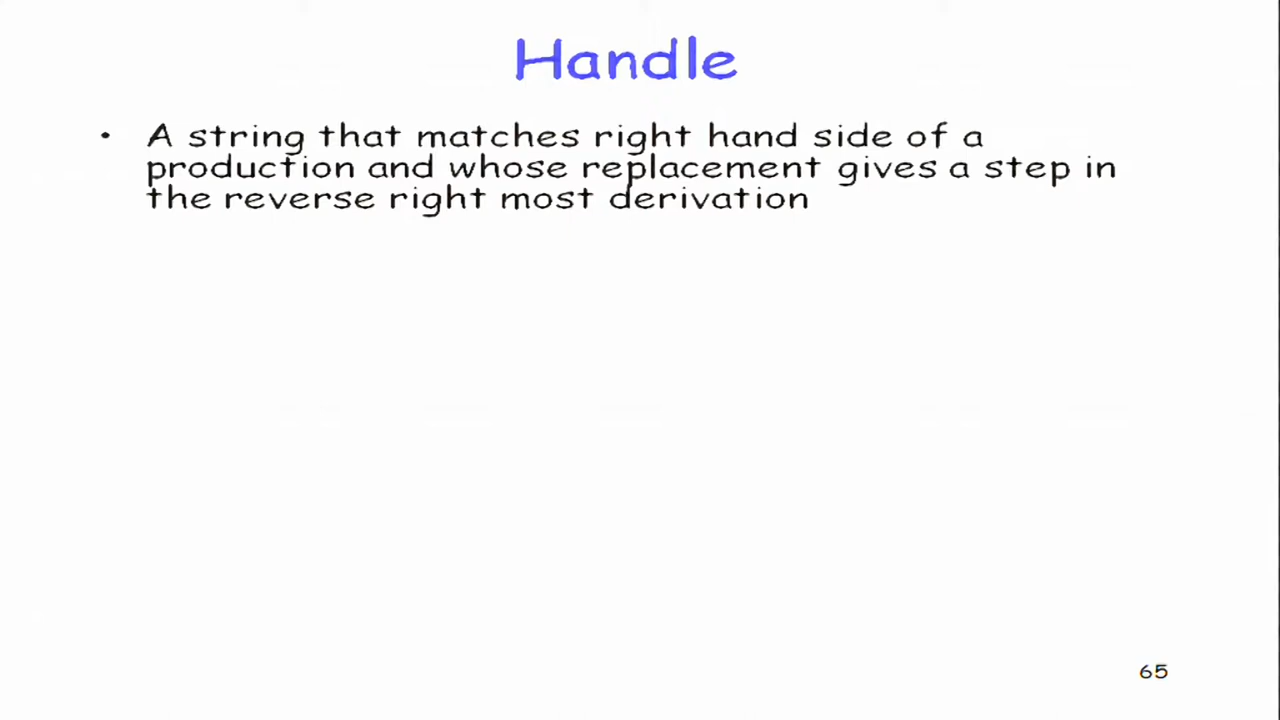 Handle
• A string that matches right hand side of a
production and whose replacement gives a step in
the reverse right most derivation
65